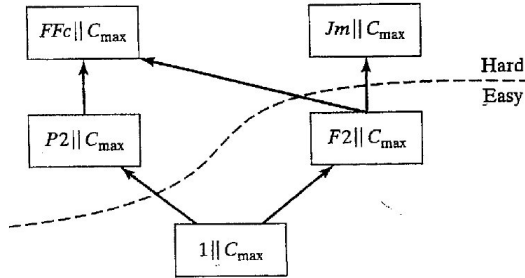 FFc || Cmax
Jm || Cmax
Hard
Easy
P2 || Cmax
F2 || Cmax
1 || Cmax